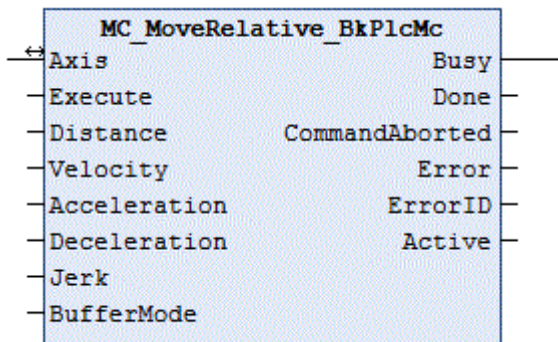 MC_MoveRelative_BkPlcMc
Axis Busy
Execute Done
Distance CommandAborted
Velocity Error
Acceleration ErrorID
Deceleration Active
Jerk
BufferMode